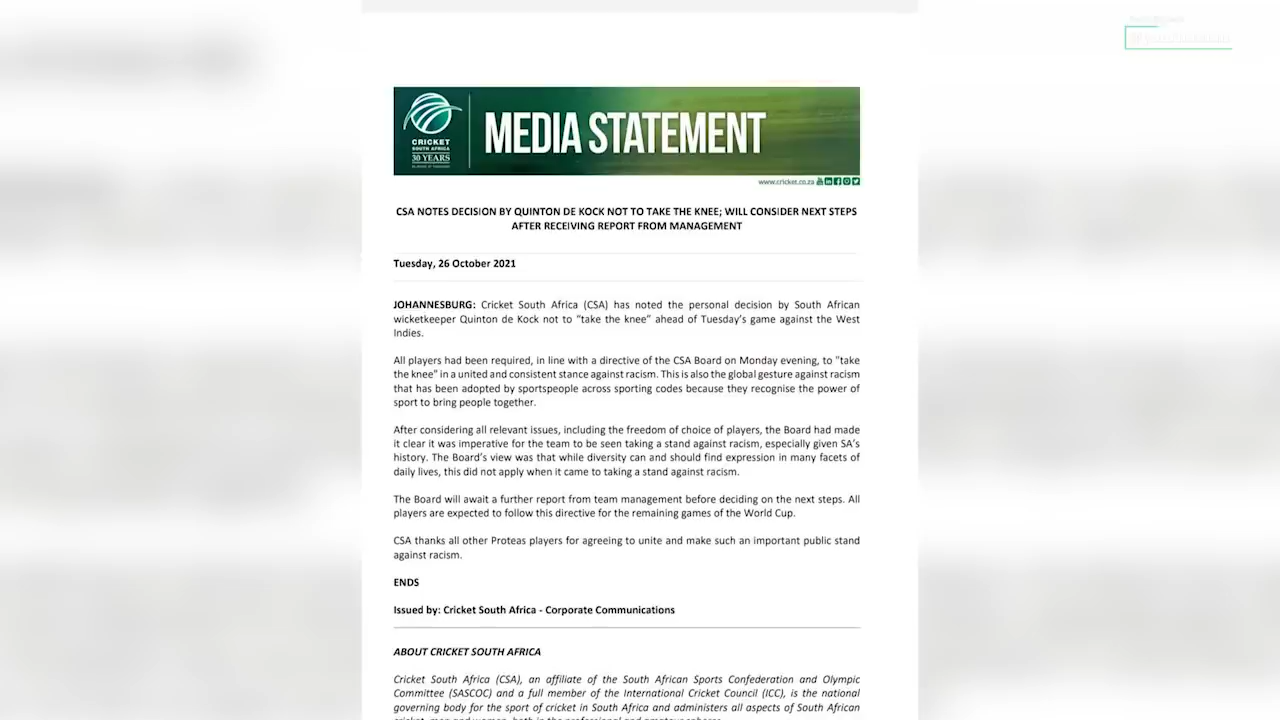 CRICKET
SOUTH AFRICA
30 YEARS
MEDIA STATEMENT
www.cricket.co.za
CSA NOTES DECISION BY QUINTON DE KOCK NOT TO TAKE THE KNEE; WILL CONSIDER NEXT STEPS
AFTER RECEIVING REPORT FROM MANAGEMENT
Tuesday, 26 October 2021
JOHANNESBURG: Cricket South Africa (CSA) has noted the personal decision by South African
wicketkeeper Quinton de Kock not to “take the knee” ahead of Tuesday’s game against the West
Indies.
All players had been required, in line with a directive of the CSA Board on Monday evening, to "take
the knee" in a united and consistent stance against racism. This is also the global gesture against racism
that has been adopted by sportspeople across sporting codes because they recognise the power of
sport to bring people together.
After considering all relevant issues, including the freedom of choice of players, the Board had made
it clear it was imperative for the team to be seen taking a stand against racism, especially given SA’s
history. The Board’s view was that while diversity can and should find expression in many facets of
daily lives, this did not apply when it came to taking a stand against racism.
The Board will await a further report from team management before deciding on the next steps. All
players are expected to follow this directive for the remaining games of the World Cup.
CSA thanks all other Proteas players for agreeing to unite and make such an important public stand
against racism.
ENDS
Issued by: Cricket South Africa - Corporate Communications
ABOUT CRICKET SOUTH AFRICA
Cricket South Africa (CSA), an affiliate of the South African Sports Confederation and Olympic
Committee (SASCOC) and a full member of the International Cricket Council (ICC), is the national
governing body for the sport of cricket in South Africa and administers all aspects of South African
cricket, men and women, both in the professional and amateur spheres.